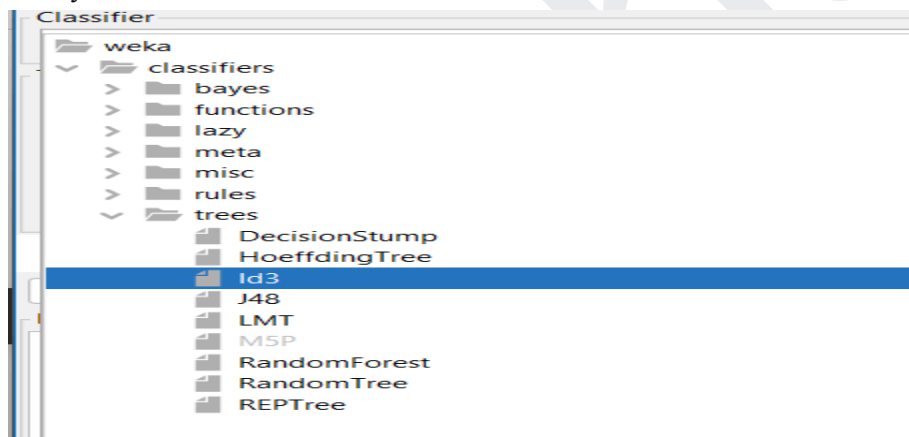 Classifier
weka
classifiers
bayes
functions
lazy
meta
misc
rules
trees
DecisionStump
HoeffdingTree
Id3
J48
LMT
M5P
RandomForest
RandomTree
REPTree